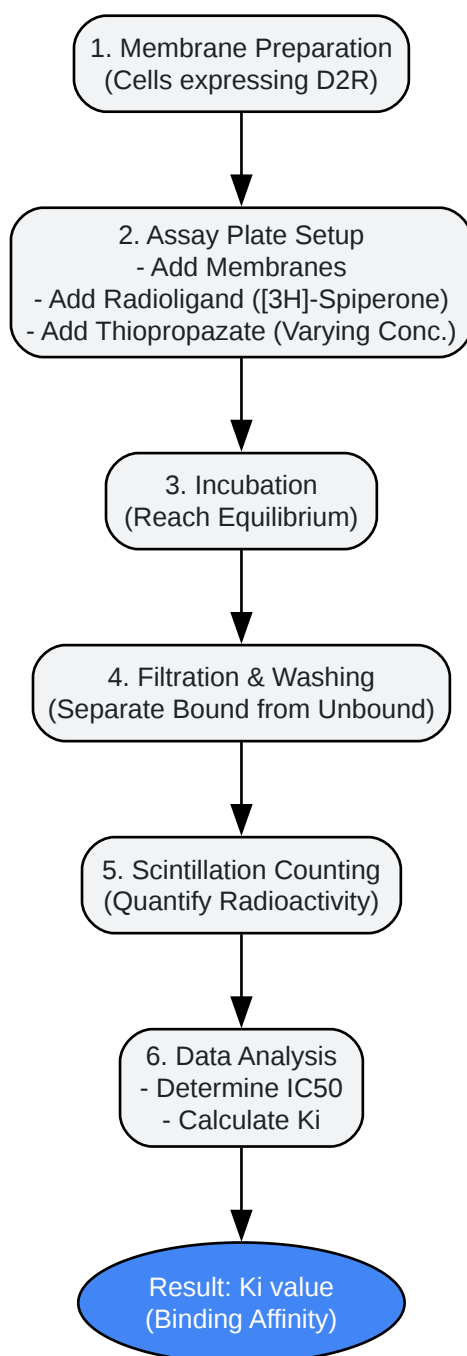 1. Membrane Preparation
(Cells expressing D2R)
2. Assay Plate Setup
- Add Membranes
- Add Radioligand ([3H]-Spiperone)
- Add Thiopropazate (Varying Conc.)
3. Incubation
(Reach Equilibrium)
4. Filtration & Washing
(Separate Bound from Unbound)
5. Scintillation Counting
(Quantify Radioactivity)
6. Data Analysis
- Determine IC50
- Calculate Ki
Result: Ki value
(Binding Affinity)